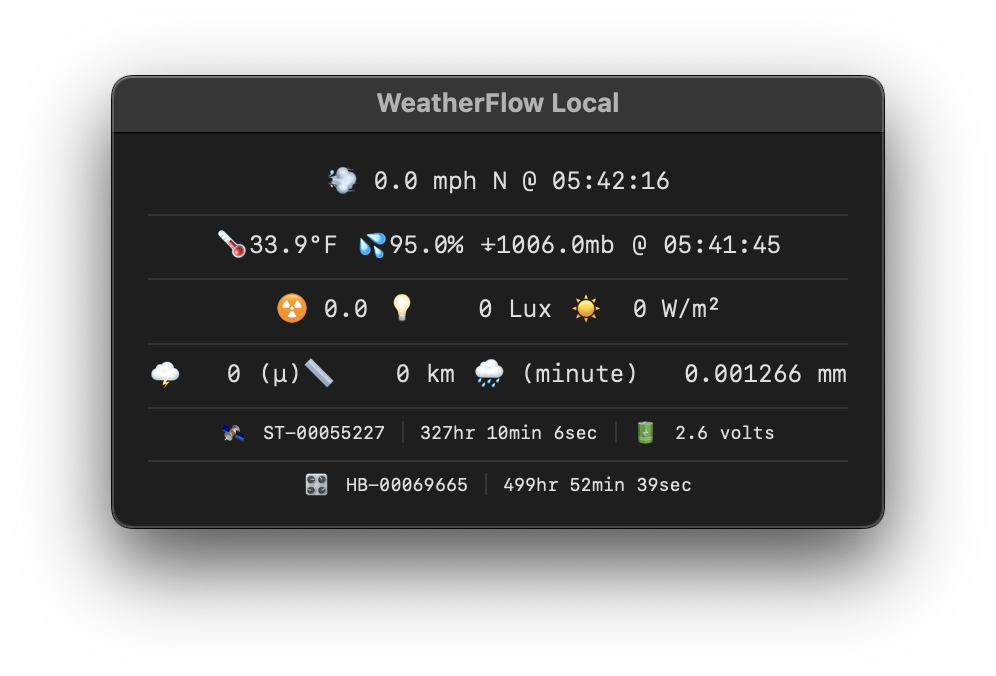 WeatherFlow Local
💨 0.0 mph N @ 05:42:16
🌡️33.9°F 💦95.0% ⍅1006.0mb @ 05:41:45
☢️ 0.0 💡 0 Lux ☀️ 0 W/m²
🌩️ 0 (μ)📏 0 km 🌧️ (minute) 0.001266 mm
🛰️ ST-00055227 | 327hr 10min 6sec | 🔋 2.6 volts
🎛️ HB-00069665 | 499hr 52min 39sec